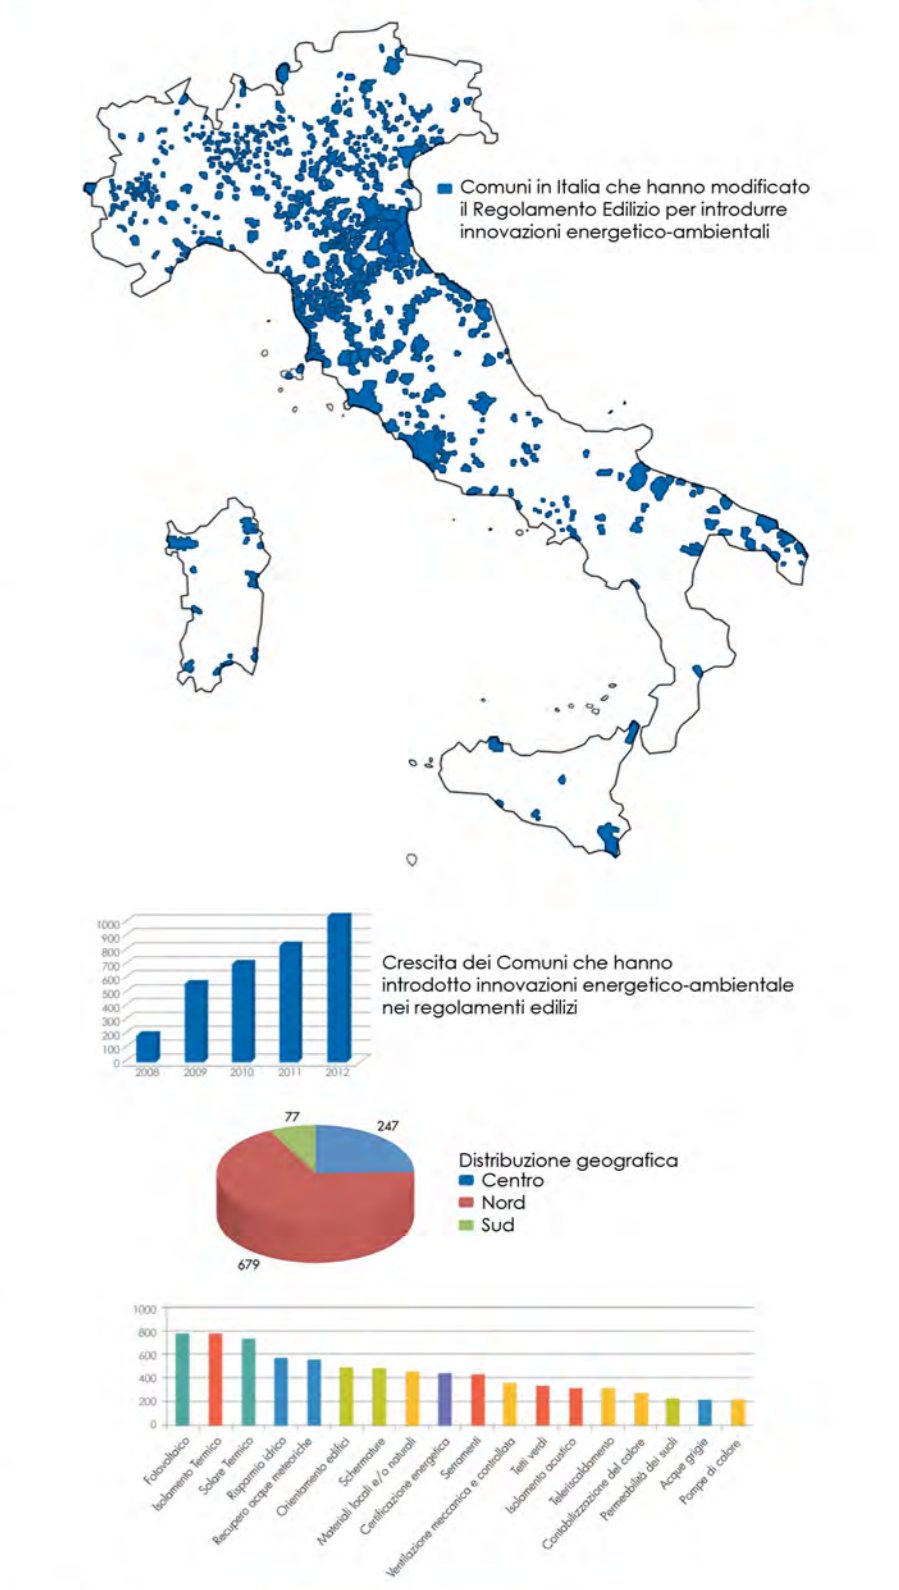 Comuni in Italia che hanno modificato
il Regolamento Edilizio per introdurre
innovazioni energetico-ambientali
1000
900
800
700
600
500
400
300
200
100
0
2008 2009 2010 2011 2012
Crescita dei Comuni che hanno
introdotto innovazioni energetico-ambientale
nei regolamenti edilizi
77
247
679
Distribuzione geografica
Centro
Nord
Sud
1000
800
600
400
200
0
Fotovoltaico
Isolamento Termico
Solare Termico
Risparmio idrico
Recupero acque meteoriche
Orientamento edifici
Schermature
Materiali locali e/o naturali
Certificazione energetica
Serramenti
Ventilazione meccanica e controllata
Tetti verdi
Isolamento acustico
Teleriscaldamento
Contabilizzazione del calore
Permeabilità dei suoli
Acque grigie
Pompe di calore